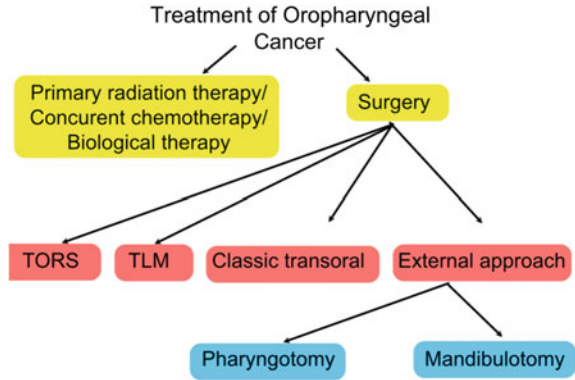 Treatment of Oropharyngeal
Cancer
Primary radiation therapy/
Concurent chemotherapy/
Biological therapy
Surgery
TORS
TLM
Classic transoral
External approach
Pharyngotomy
Mandibulotomy